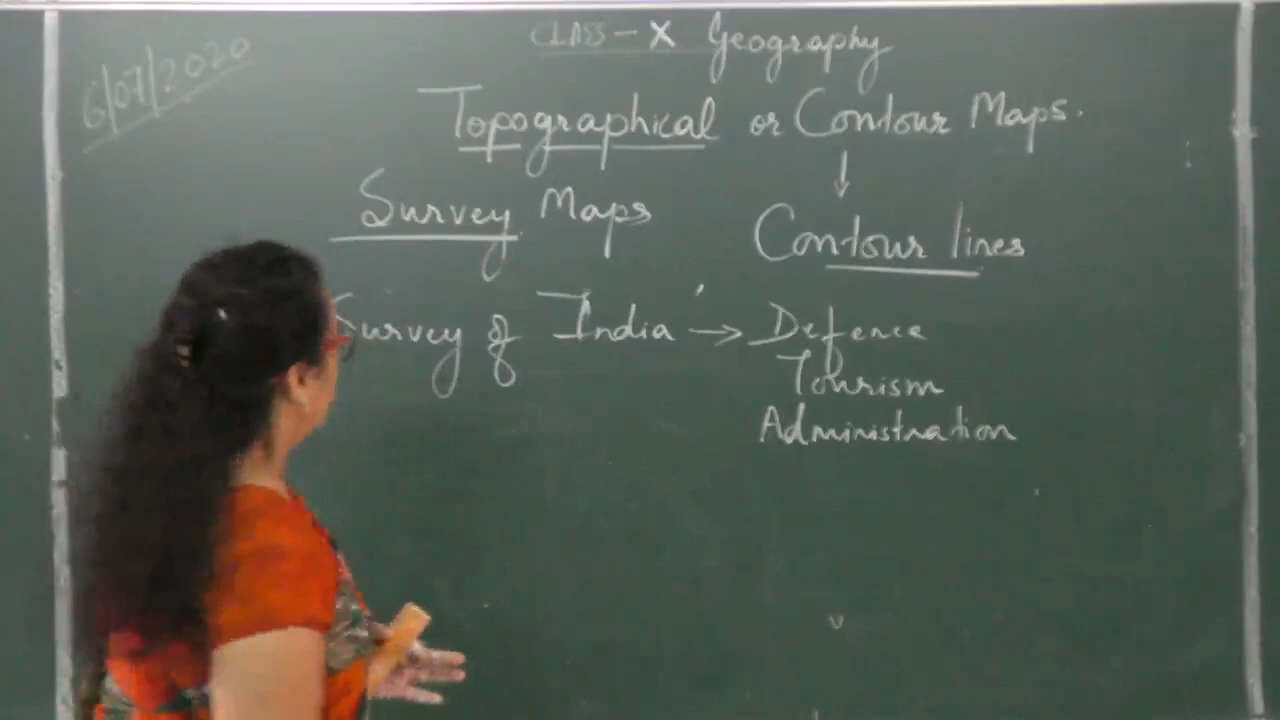 6/07/2020
CLASS - X Geography
Topographical or Contour Maps.
↓
Survey Maps
Contour lines
Survey of India → Defence
Tourism
Administration